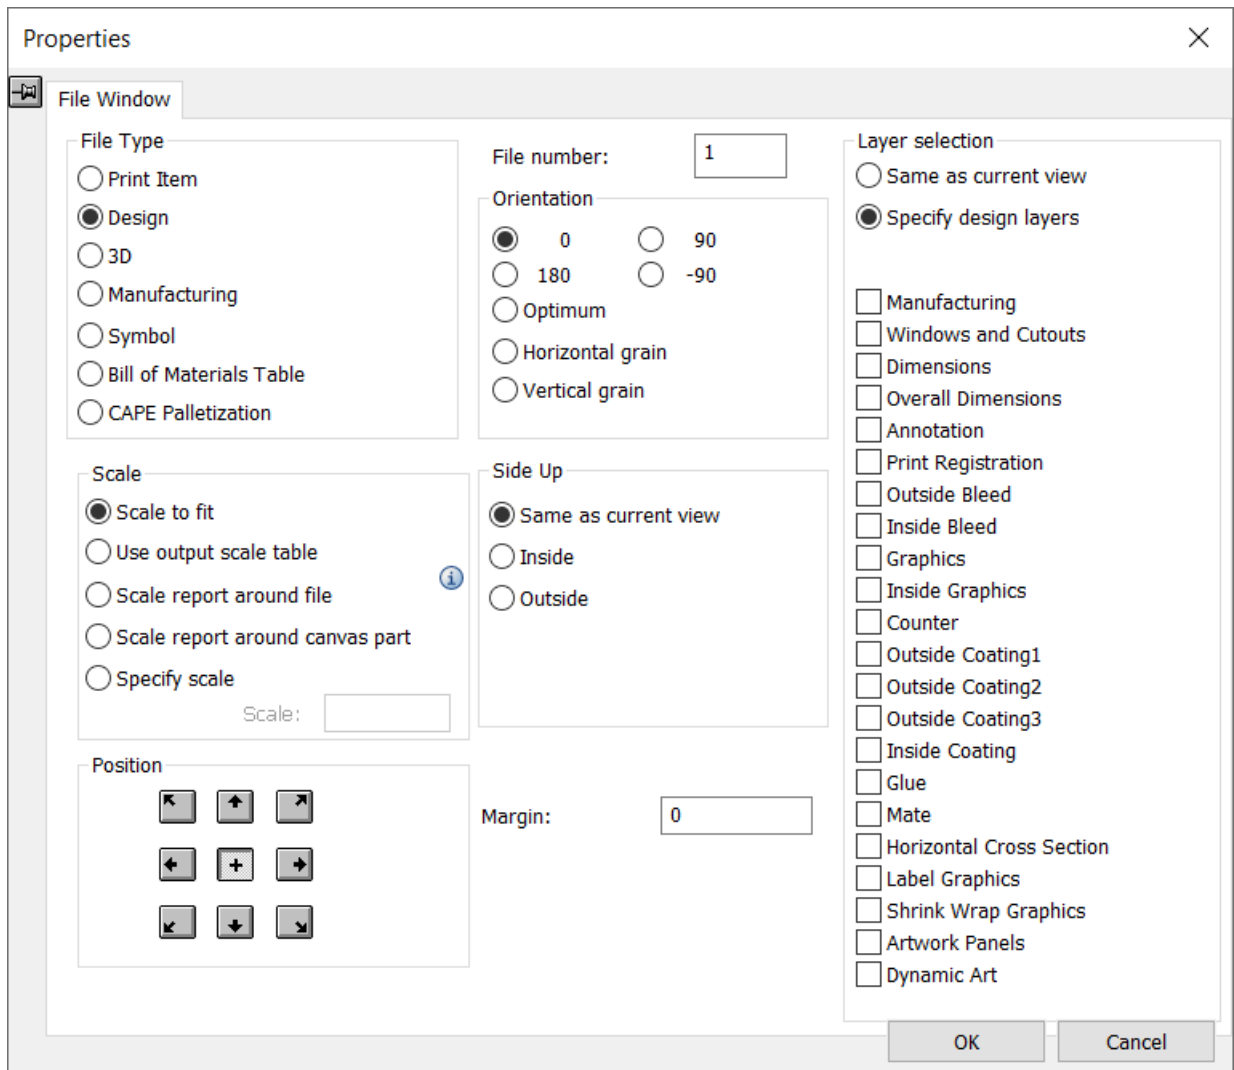 Properties
File Window
File Type
Print Item
Design
3D
Manufacturing
Symbol
Bill of Materials Table
CAPE Palletization
File number: 1
Orientation
0 90
180 -90
Optimum
Horizontal grain
Vertical grain
Scale
Scale to fit
Use output scale table
Scale report around file
Scale report around canvas part
Specify scale
Scale:
Side Up
Same as current view
Inside
Outside
Position
Margin: 0
Layer selection
Same as current view
Specify design layers
Manufacturing
Windows and Cutouts
Dimensions
Overall Dimensions
Annotation
Print Registration
Outside Bleed
Inside Bleed
Graphics
Inside Graphics
Counter
Outside Coating1
Outside Coating2
Outside Coating3
Inside Coating
Glue
Mate
Horizontal Cross Section
Label Graphics
Shrink Wrap Graphics
Artwork Panels
Dynamic Art
OK Cancel